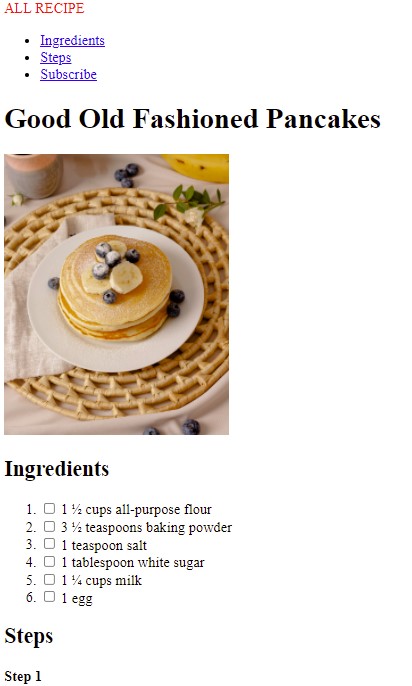 ALL RECIPE
Ingredients
Steps
Subscribe
Good Old Fashioned Pancakes
Ingredients
1. 1 ½ cups all-purpose flour
2. 3 ½ teaspoons baking powder
3. 1 teaspoon salt
4. 1 tablespoon white sugar
5. 1 ¼ cups milk
6. 1 egg
Steps
Step 1